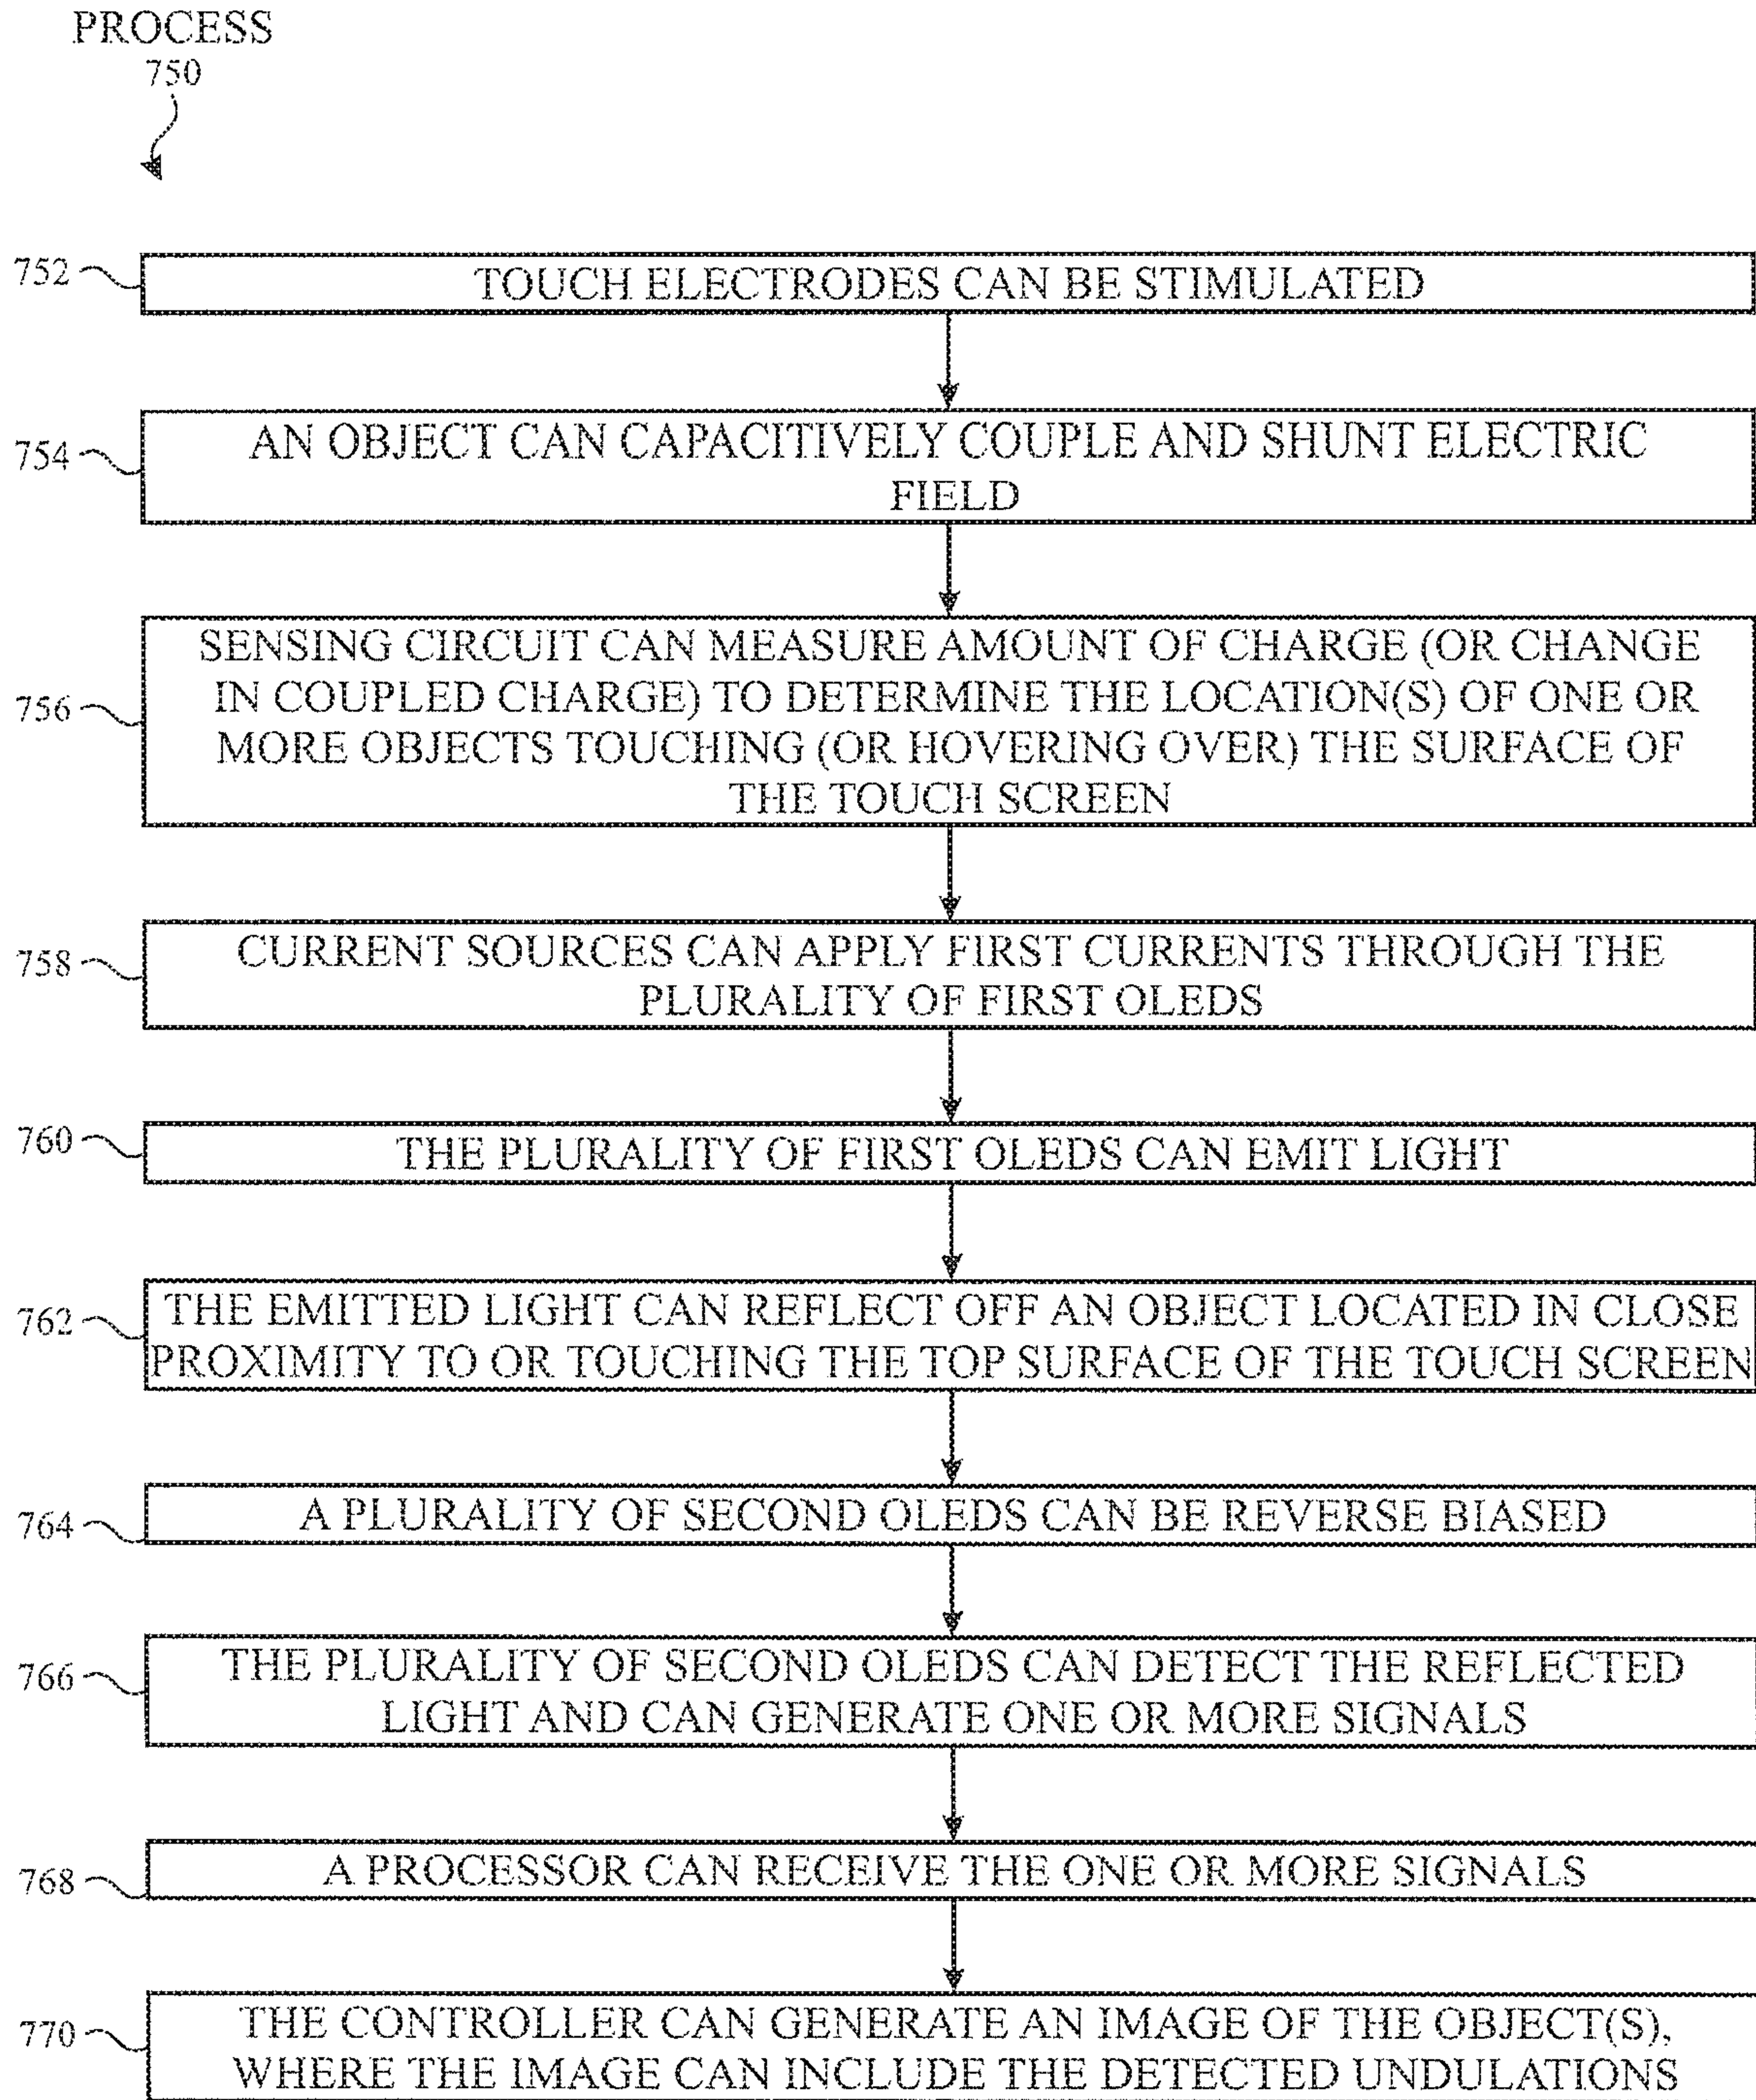 PROCESS
750
752
TOUCH ELECTRODES CAN BE STIMULATED
754
AN OBJECT CAN CAPACITIVELY COUPLE AND SHUNT ELECTRIC
FIELD
756
SENSING CIRCUIT CAN MEASURE AMOUNT OF CHARGE (OR CHANGE
IN COUPLED CHARGE) TO DETERMINE THE LOCATION(S) OF ONE OR
MORE OBJECTS TOUCHING (OR HOVERING OVER) THE SURFACE OF
THE TOUCH SCREEN
758
CURRENT SOURCES CAN APPLY FIRST CURRENTS THROUGH THE
PLURALITY OF FIRST OLEDS
760
THE PLURALITY OF FIRST OLEDS CAN EMIT LIGHT
762
THE EMITTED LIGHT CAN REFLECT OFF AN OBJECT LOCATED IN CLOSE
PROXIMITY TO OR TOUCHING THE TOP SURFACE OF THE TOUCH SCREEN
764
A PLURALITY OF SECOND OLEDS CAN BE REVERSE BIASED
766
THE PLURALITY OF SECOND OLEDS CAN DETECT THE REFLECTED
LIGHT AND CAN GENERATE ONE OR MORE SIGNALS
768
A PROCESSOR CAN RECEIVE THE ONE OR MORE SIGNALS
770
THE CONTROLLER CAN GENERATE AN IMAGE OF THE OBJECT(S),
WHERE THE IMAGE CAN INCLUDE THE DETECTED UNDULATIONS